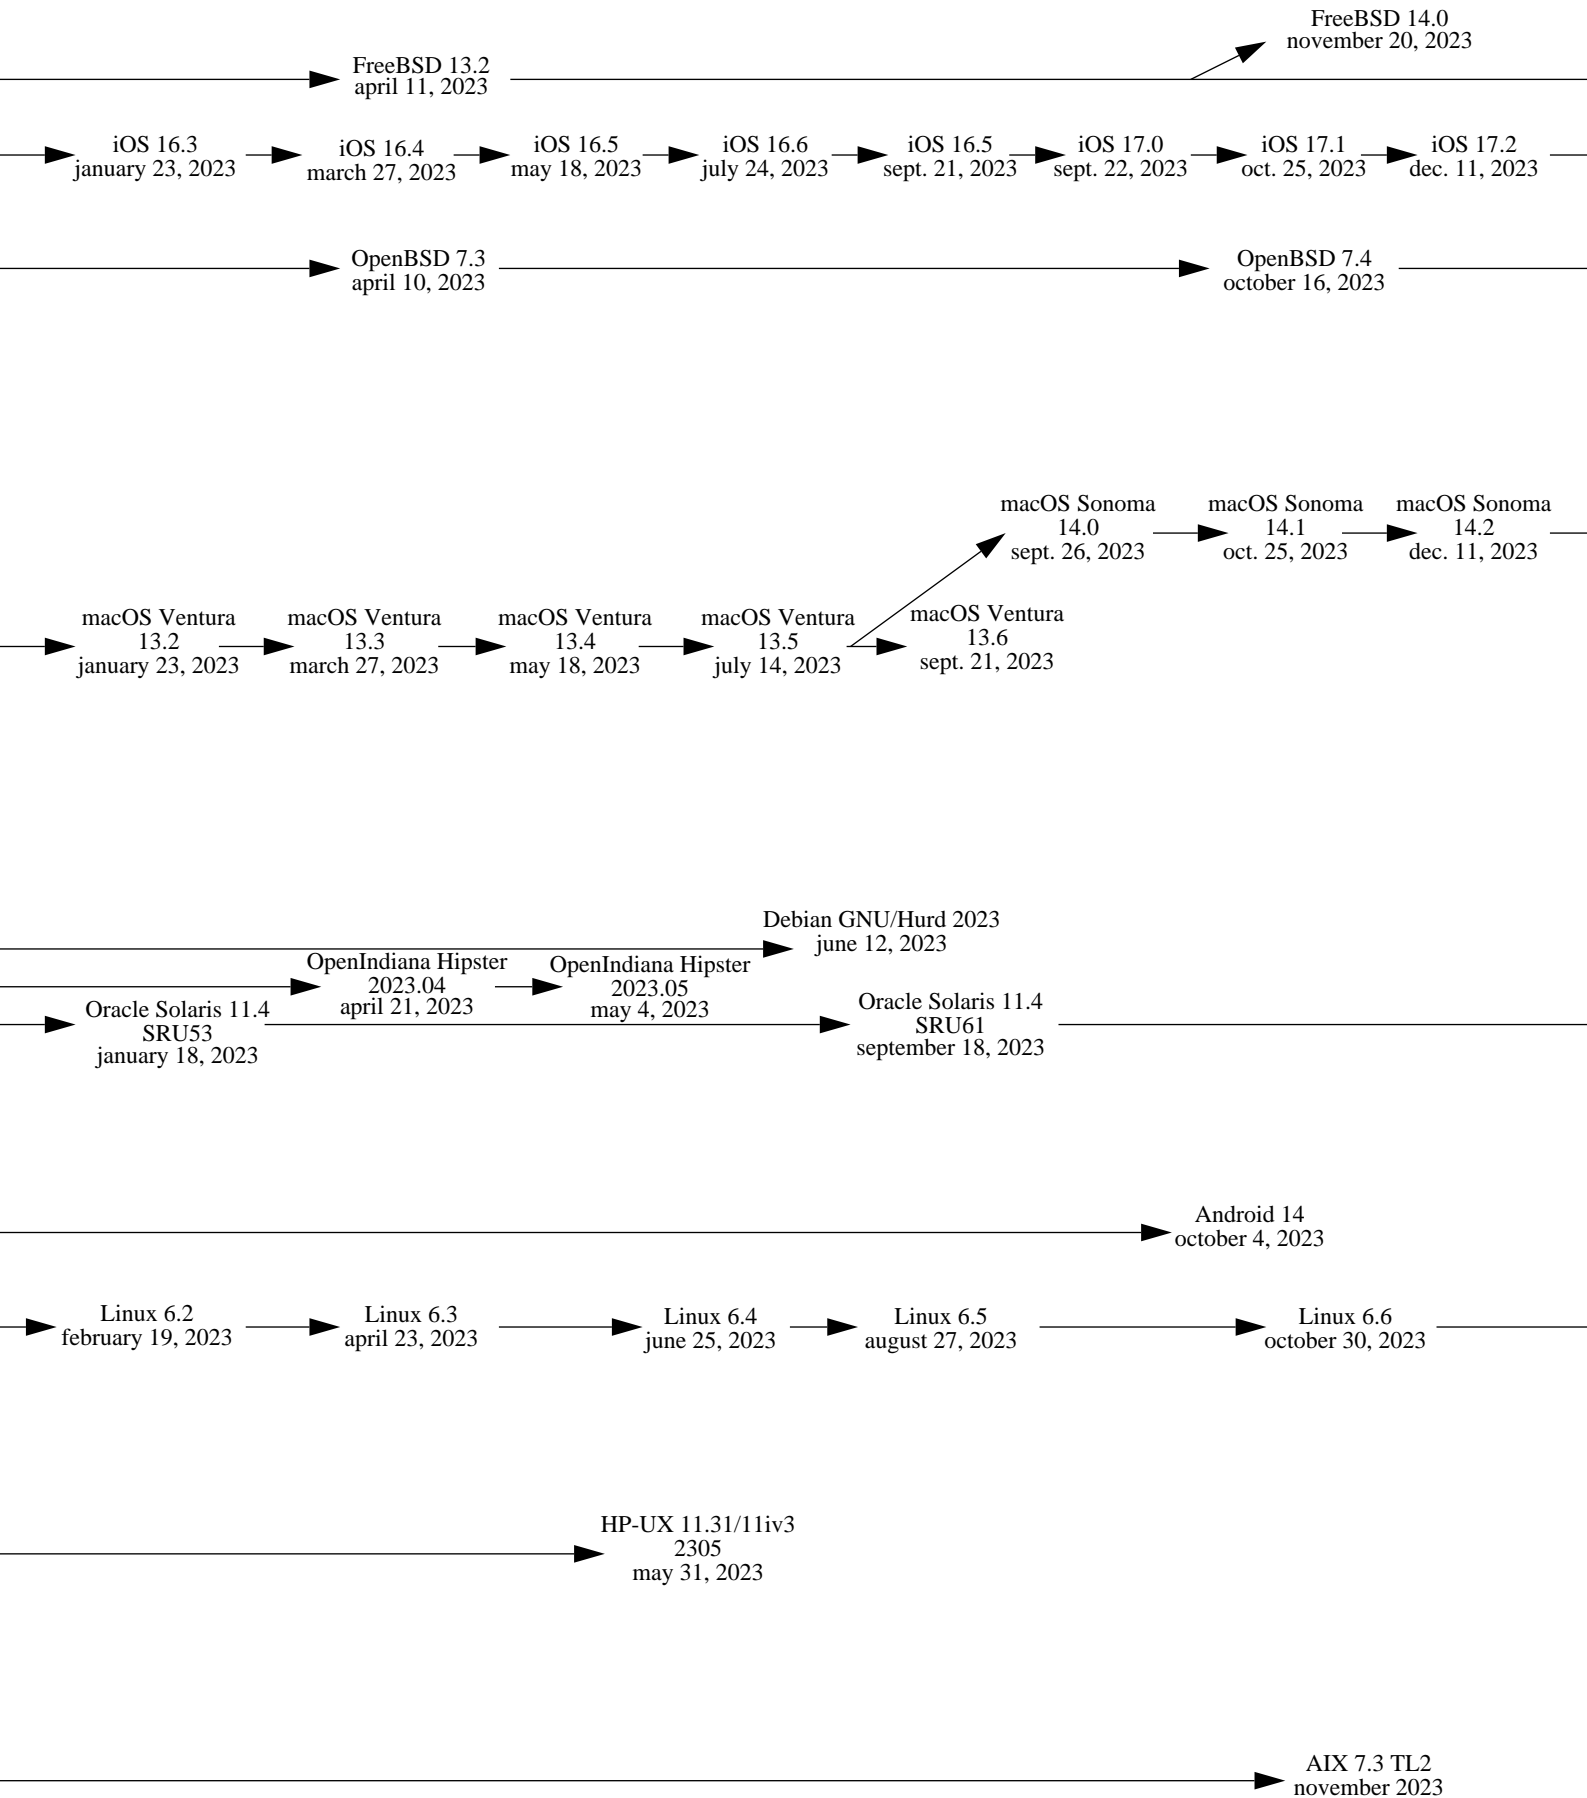 FreeBSD 14.0
november 20, 2023
FreeBSD 13.2
april 11, 2023
iOS 16.3
january 23, 2023
iOS 16.4
march 27, 2023
iOS 16.5
may 18, 2023
iOS 16.6
july 24, 2023
iOS 16.5
sept. 21, 2023
iOS 17.0
sept. 22, 2023
iOS 17.1
oct. 25, 2023
iOS 17.2
dec. 11, 2023
OpenBSD 7.3
april 10, 2023
OpenBSD 7.4
october 16, 2023
macOS Sonoma
14.0
sept. 26, 2023
macOS Sonoma
14.1
oct. 25, 2023
macOS Sonoma
14.2
dec. 11, 2023
macOS Ventura
13.2
january 23, 2023
macOS Ventura
13.3
march 27, 2023
macOS Ventura
13.4
may 18, 2023
macOS Ventura
13.5
july 14, 2023
macOS Ventura
13.6
sept. 21, 2023
Debian GNU/Hurd 2023
june 12, 2023
OpenIndiana Hipster
2023.04
april 21, 2023
OpenIndiana Hipster
2023.05
may 4, 2023
Oracle Solaris 11.4
SRU53
january 18, 2023
Oracle Solaris 11.4
SRU61
september 18, 2023
Android 14
october 4, 2023
Linux 6.2
february 19, 2023
Linux 6.3
april 23, 2023
Linux 6.4
june 25, 2023
Linux 6.5
august 27, 2023
Linux 6.6
october 30, 2023
HP-UX 11.31/11iv3
2305
may 31, 2023
AIX 7.3 TL2
november 2023